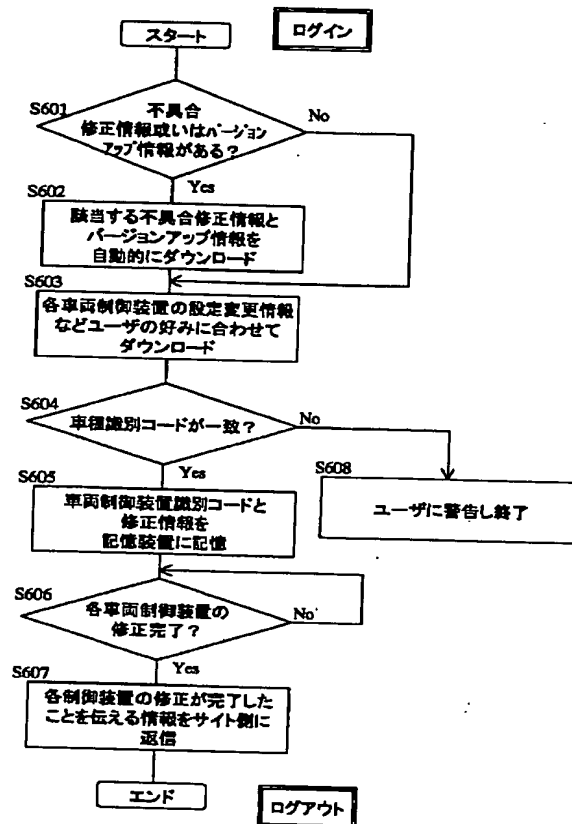 ログイン
スタート
S601
不具合
修正情報或いはバージョン
アップ情報がある?
No
Yes
S602
該当する不具合修正情報と
バージョンアップ情報を
自動的にダウンロード
S603
各車両制御装置の設定変更情報
などユーザの好みに合わせて
ダウンロード
S604
車種識別コードが一致?
No
Yes
S605
車両制御装置識別コードと
修正情報を
記憶装置に記憶
S608
ユーザに警告し終了
S606
各車両制御装置の
修正完了?
No
Yes
S607
各制御装置の修正が完了した
ことを伝える情報をサイト側に
返信
エンド
ログアウト